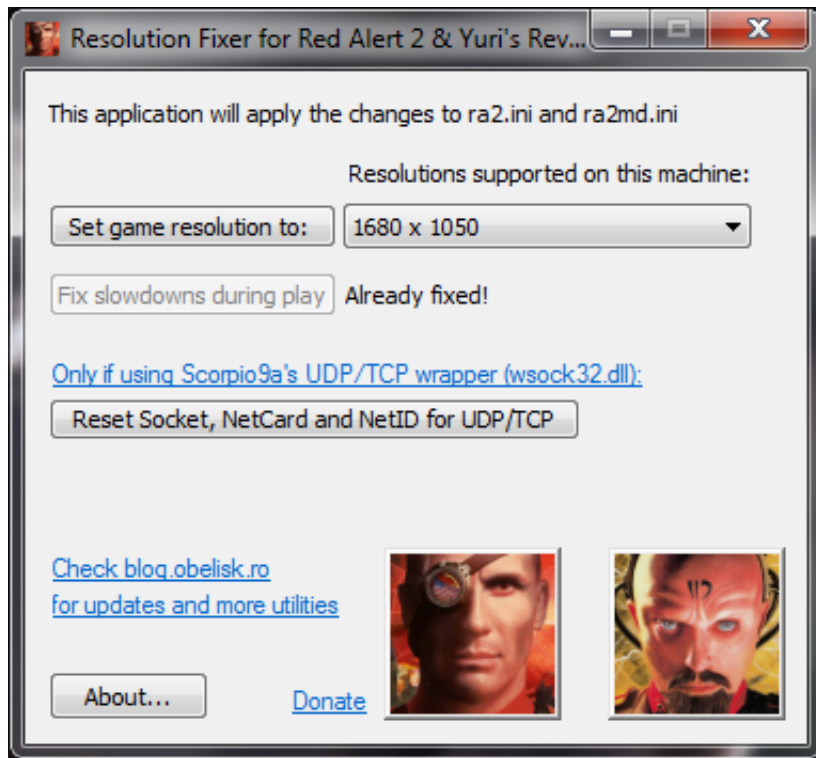 Resolution Fixer for Red Alert 2 & Yuri's Rev...
This application will apply the changes to ra2.ini and ra2md.ini
Resolutions supported on this machine:
Set game resolution to:
1680 x 1050
Fix slowdowns during play
Already fixed!
Only if using Scorpio9a's UDP/TCP wrapper (wsock32.dll):
Reset Socket, NetCard and NetID for UDP/TCP
Check blog.obelisk.ro
for updates and more utilities
About...
Donate